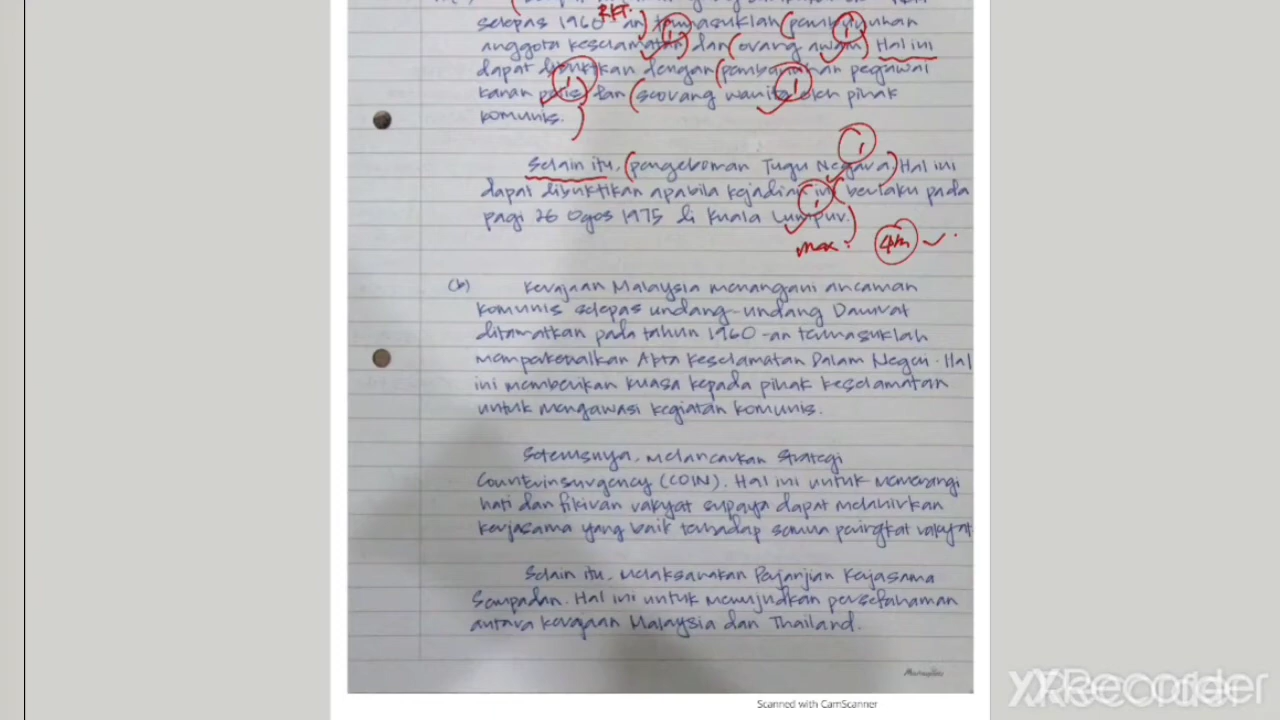 selepas 1960-an) termasuklah (pembunuhan
RKT.
anggota keselamatan) dan (orang awam) Hal ini
dapat dibuktikan dengan (pembunuhan pegawai
kanan polis) dan (seorang wanita oleh pihak
komunis.)
Selain itu, (pengeboman Tugu Negara) Hal ini
dapat dibuktikan apabila kejadian ini (berlaku pada
pagi 26 Ogos 1975 di Kuala Lumpur.)
max: 4m
(b) Kerajaan Malaysia menangani ancaman
komunis selepas undang-undang Darurat
ditamatkan pada tahun 1960-an termasuklah
memperkenalkan Akta Keselamatan Dalam Negeri. Hal
ini memberikan kuasa kepada pihak keselamatan
untuk mengawasi kegiatan komunis.
Seterusnya, melancarkan Strategi
Counterinsurgency (COIN). Hal ini untuk memenangi
hati dan fikiran rakyat supaya dapat melahirkan
kerjasama yang baik terhadap semua peringkat rakyat
Selain itu, melaksanakan Perjanjian Kerjasama
Sempadan. Hal ini untuk mewujudkan persefahaman
antara kerajaan Malaysia dan Thailand.
Scanned with CamScanner
XXRecorder